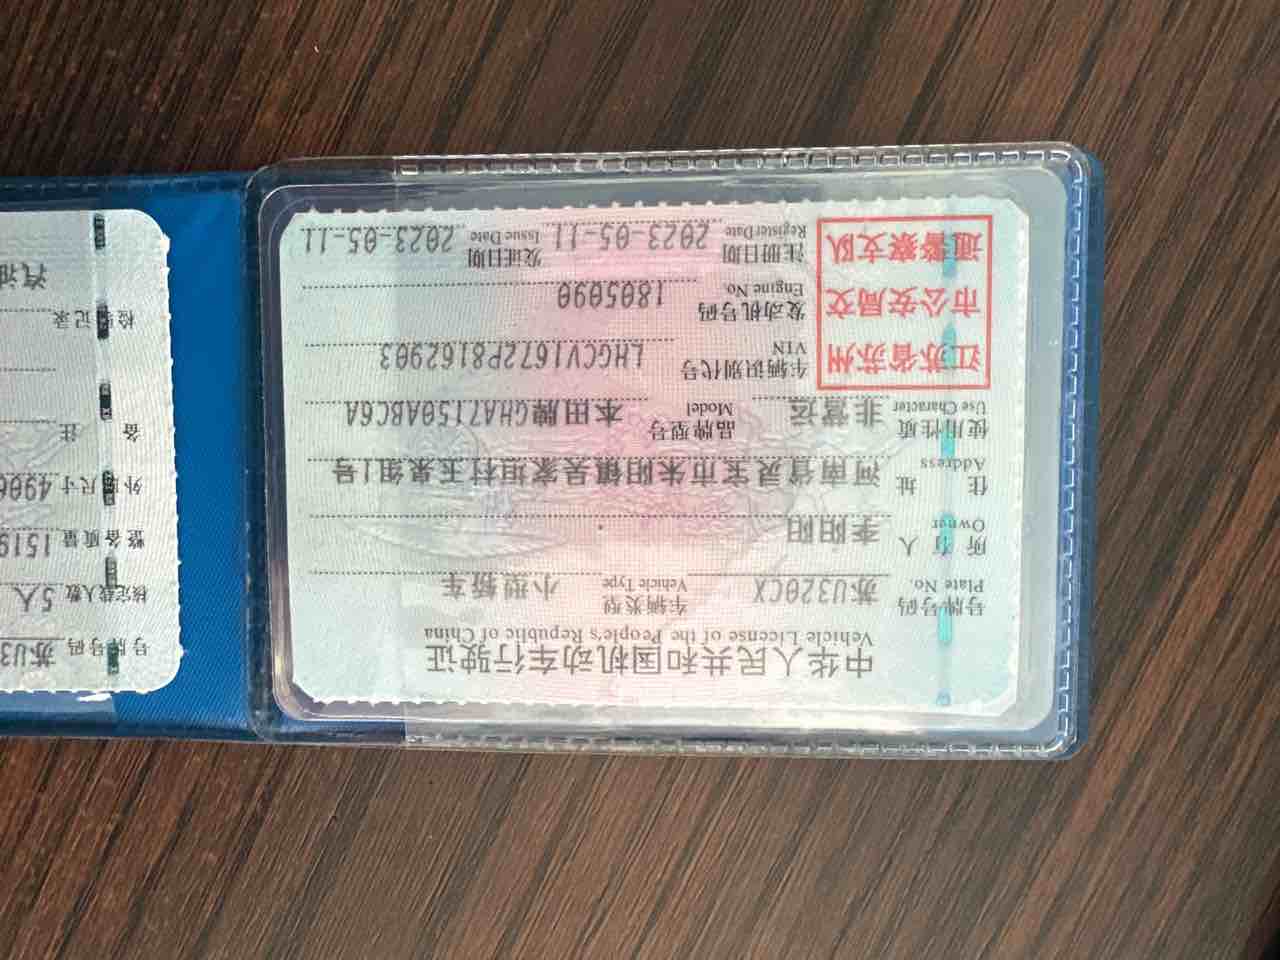 中华人民共和国机动车行驶证
Vehicle License of the People's Republic of China
号牌号码 苏U320CX 车辆类型 小型轿车
Plate No. Vehicle Type
所有人 李阳阳
Owner
住址 河南省灵宝市朱阳镇吴家垣村玉泉组1号
Address
使用性质 非营运 品牌型号 本田牌GHA7150ABC6A
Use Character Model
江苏省苏州
市公安局交
通警察支队
车辆识别代号 LHGCV1672P8162903
VIN
发动机号码 1805090
Engine No.
注册日期 2023-05-11 发证日期 2023-05-11
Register Date Issue Date
号牌号码 苏U3
核定载人数 5人
整备质量 1519
外廓尺寸 490
备注
检验记录
汽油